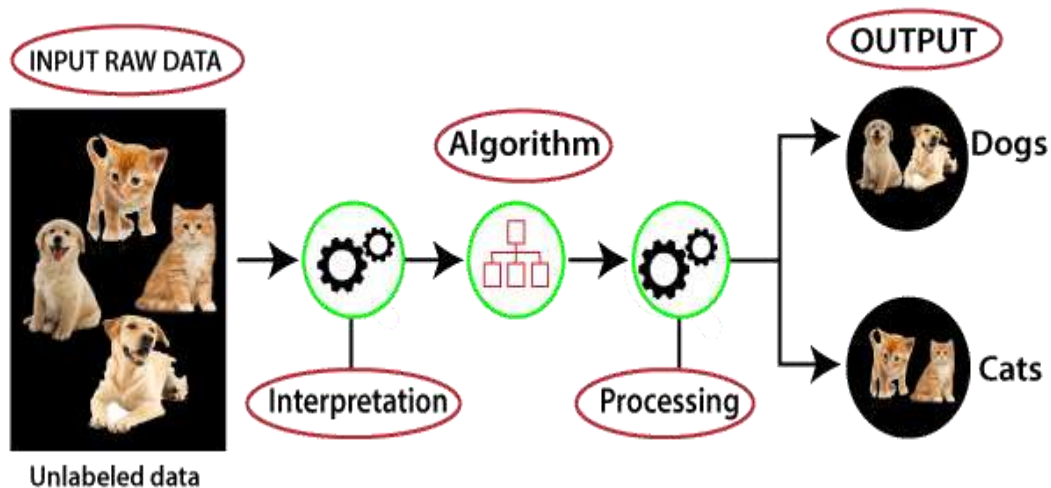 INPUT RAW DATA
Unlabeled data
Interpretation
Algorithm
Processing
OUTPUT
Dogs
Cats